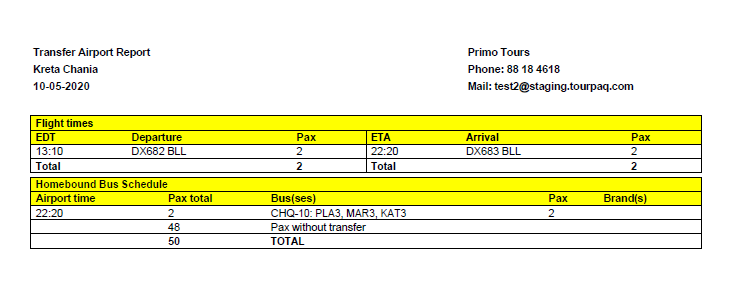 Transfer Airport Report Primo Tours
Kreta Chania Phone: 88 18 4618
10-05-2020 Mail: test2@staging.tourpaq.com
Flight times
EDT Departure Pax ETA Arrival Pax
13:10 DX682 BLL 2 22:20 DX683 BLL 2
Total 2 Total 2
Homebound Bus Schedule
Airport time Pax total Bus(ses) Pax Brand(s)
22:20 2 CHQ-10: PLA3, MAR3, KAT3 2
48 Pax without transfer
50 TOTAL